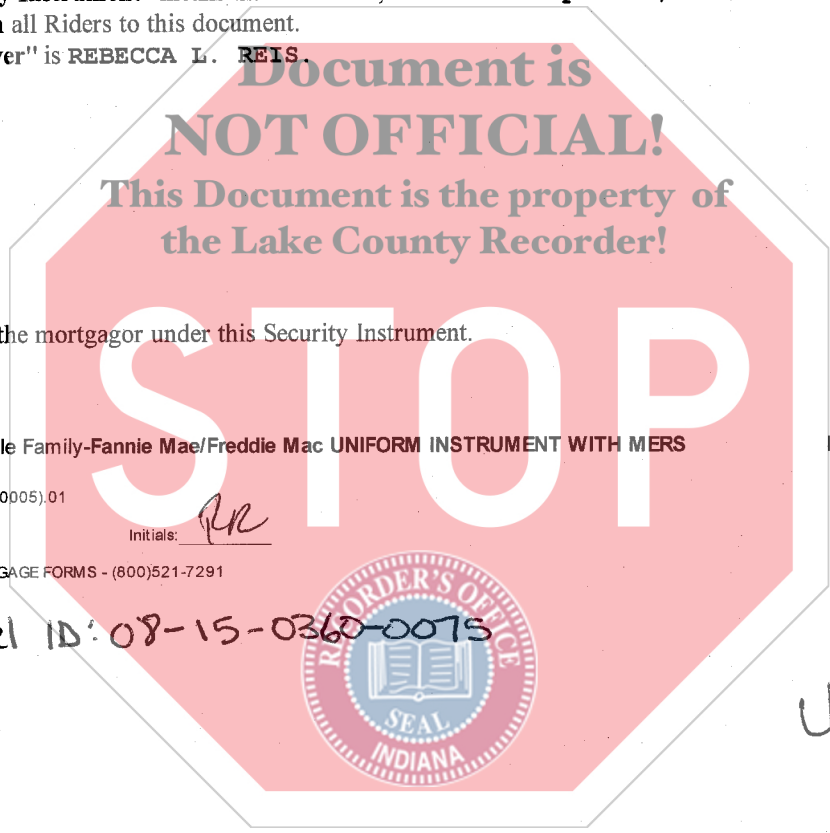 all Riders to this document.
ver" is REBECCA L. REIS.
Document is
NOT OFFICIAL!
This Document is the property of
the Lake County Recorder!
the mortgagor under this Security Instrument.
STOP
le Family-Fannie Mae/Freddie Mac UNIFORM INSTRUMENT WITH MERS
0005).01
Initials: RR
GAGE FORMS - (800)521-7291
el ID: 08-15-0360-0075
RECORDER'S OFFICE
SEAL
INDIANA